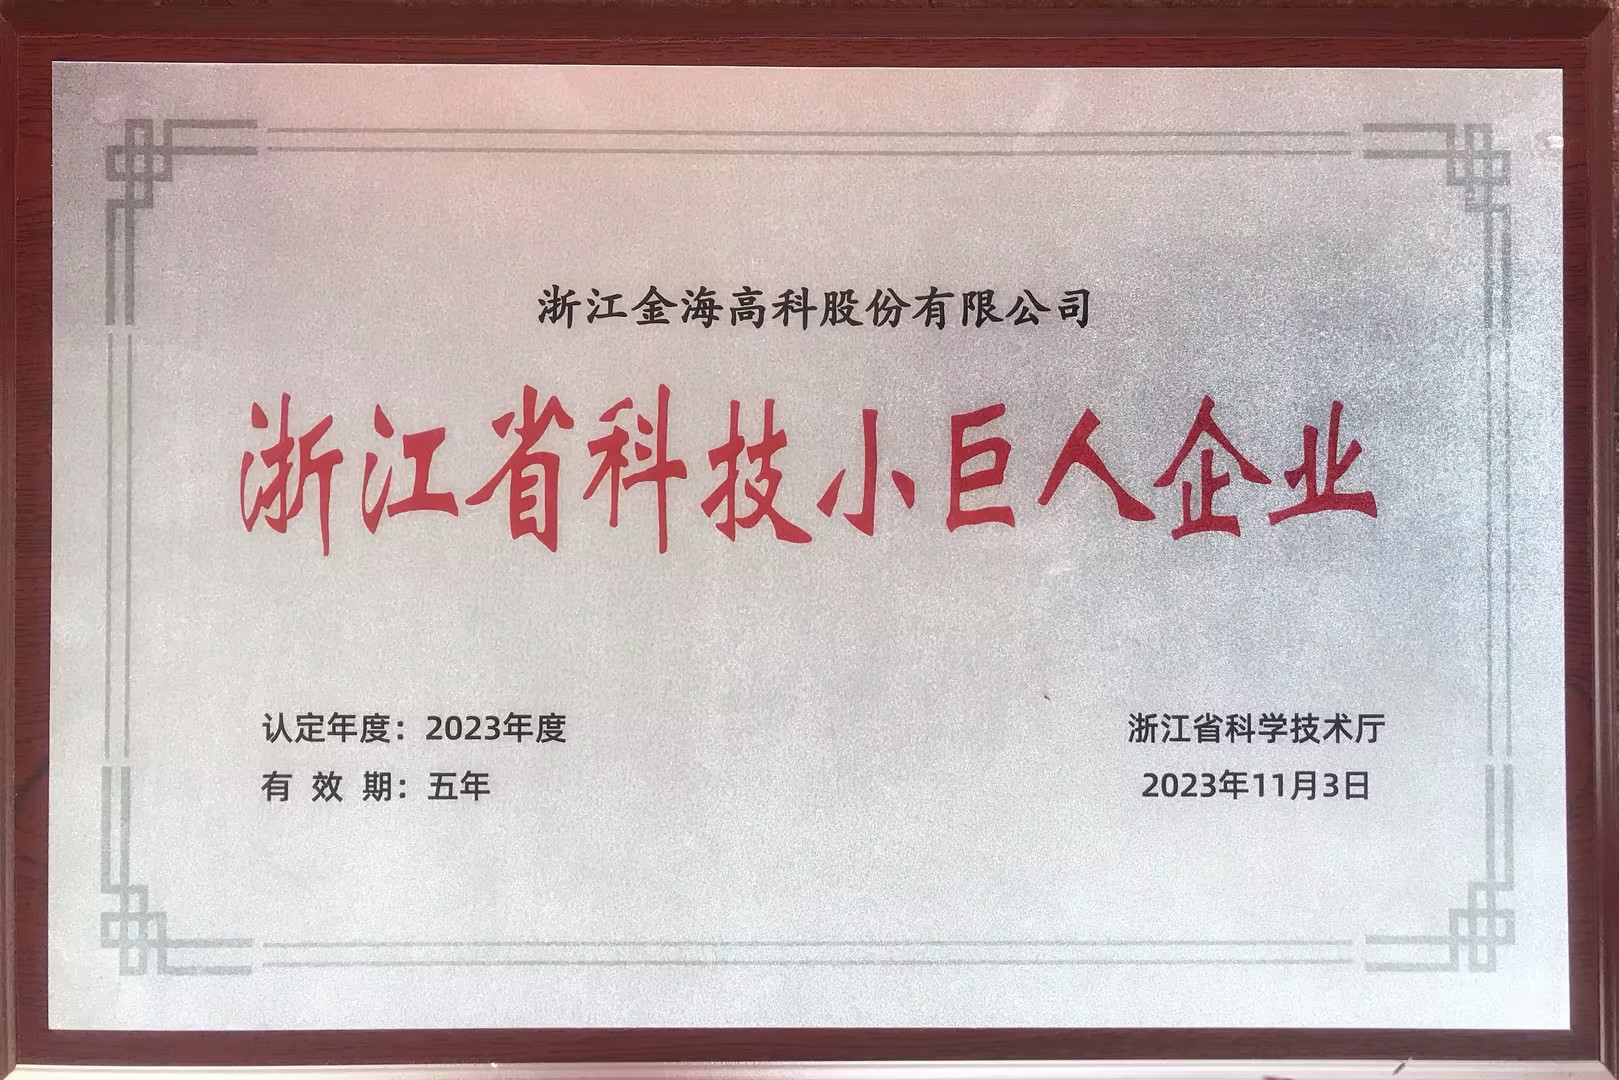 浙江金海高科股份有限公司
浙江省科技小巨人企业
认定年度：2023年度
有 效 期：五年
浙江省科学技术厅
2023年11月3日